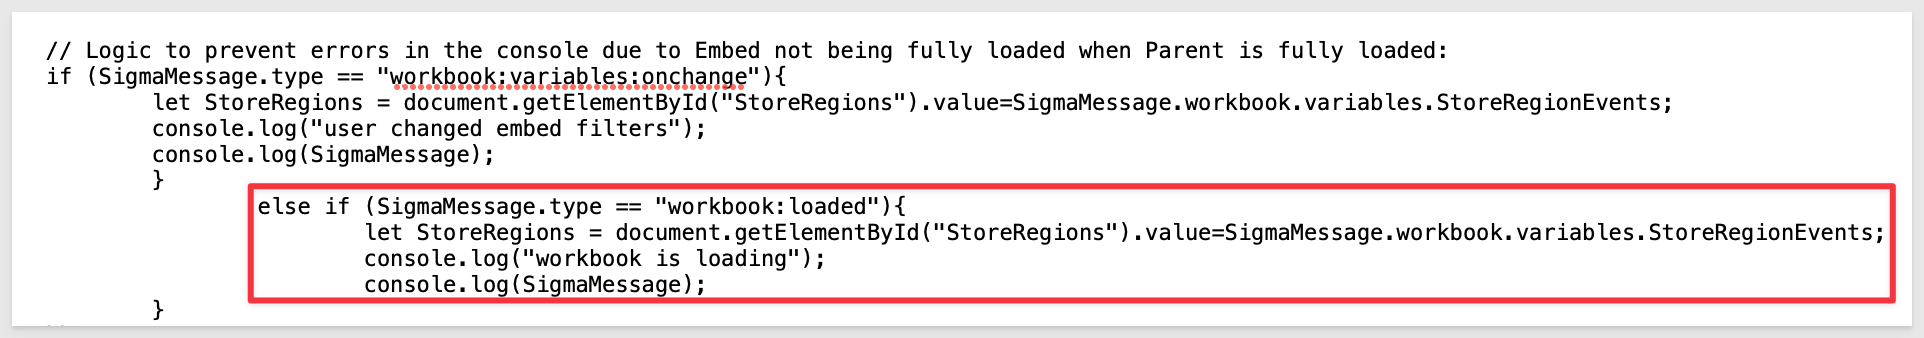 // Logic to prevent errors in the console due to Embed not being fully loaded when Parent is fully loaded:
if (SigmaMessage.type == "workbook:variables:onchange"){
let StoreRegions = document.getElementById("StoreRegions").value=SigmaMessage.workbook.variables.StoreRegionEvents;
console.log("user changed embed filters");
console.log(SigmaMessage);
}
else if (SigmaMessage.type == "workbook:loaded"){
let StoreRegions = document.getElementById("StoreRegions").value=SigmaMessage.workbook.variables.StoreRegionEvents;
console.log("workbook is loading");
console.log(SigmaMessage);
}